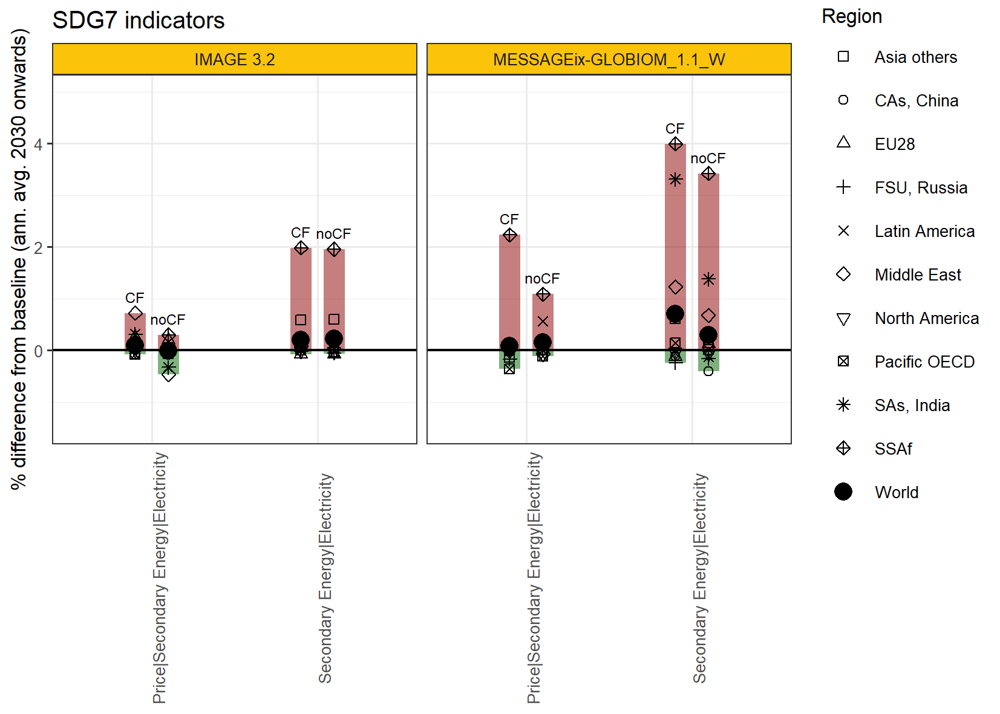 SDG7 indicators
IMAGE 3.2
MESSAGEix-GLOBIOM_1.1_W
% difference from baseline (ann. avg. 2030 onwards)
4
2
0
CF
noCF
CF
noCF
CF
noCF
CF
noCF
Price|Secondary Energy|Electricity
Secondary Energy|Electricity
Price|Secondary Energy|Electricity
Secondary Energy|Electricity
Region
Asia others
CAs, China
EU28
FSU, Russia
Latin America
Middle East
North America
Pacific OECD
SAs, India
SSAf
World